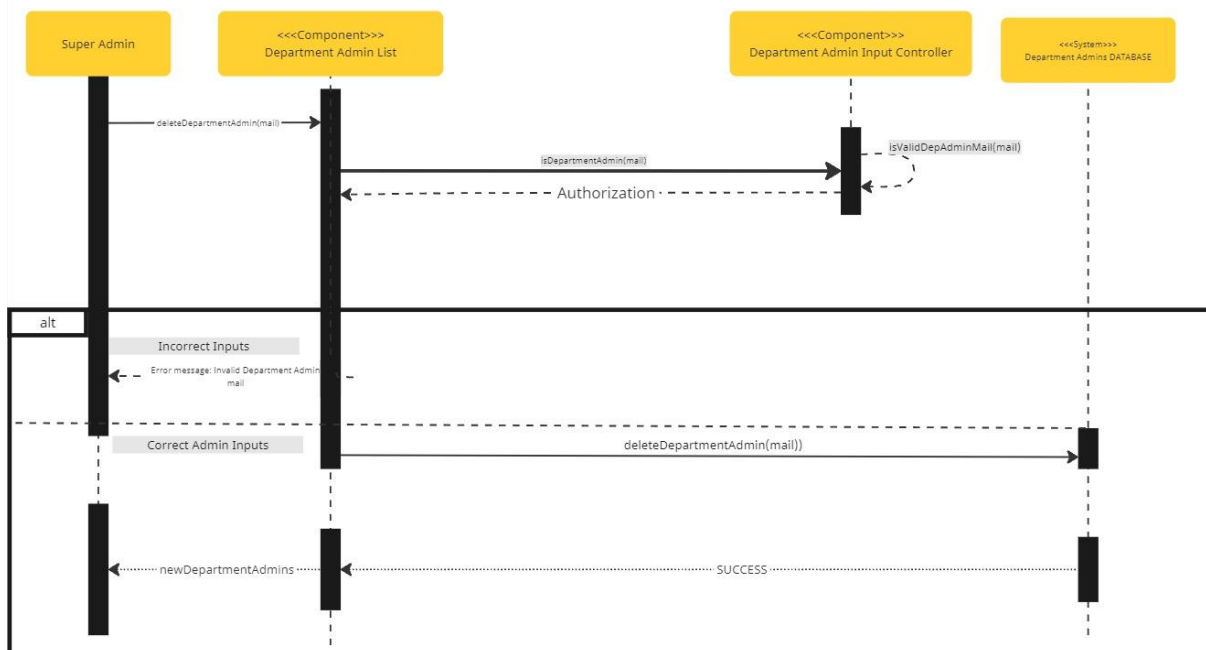 Super Admin
<<<Component>>>
Department Admin List
<<<Component>>>
Department Admin Input Controller
<<<System>>>
Department Admins DATABASE
deleteDepartmentAdmin(mail)
isValidDepAdminMail(mail)
isDepartmentAdmin(mail)
Authorization
alt
Incorrect Inputs
Error message: Invalid Department Admin
mail
Correct Admin Inputs
deleteDepartmentAdmin(mail))
newDepartmentAdmins
SUCCESS